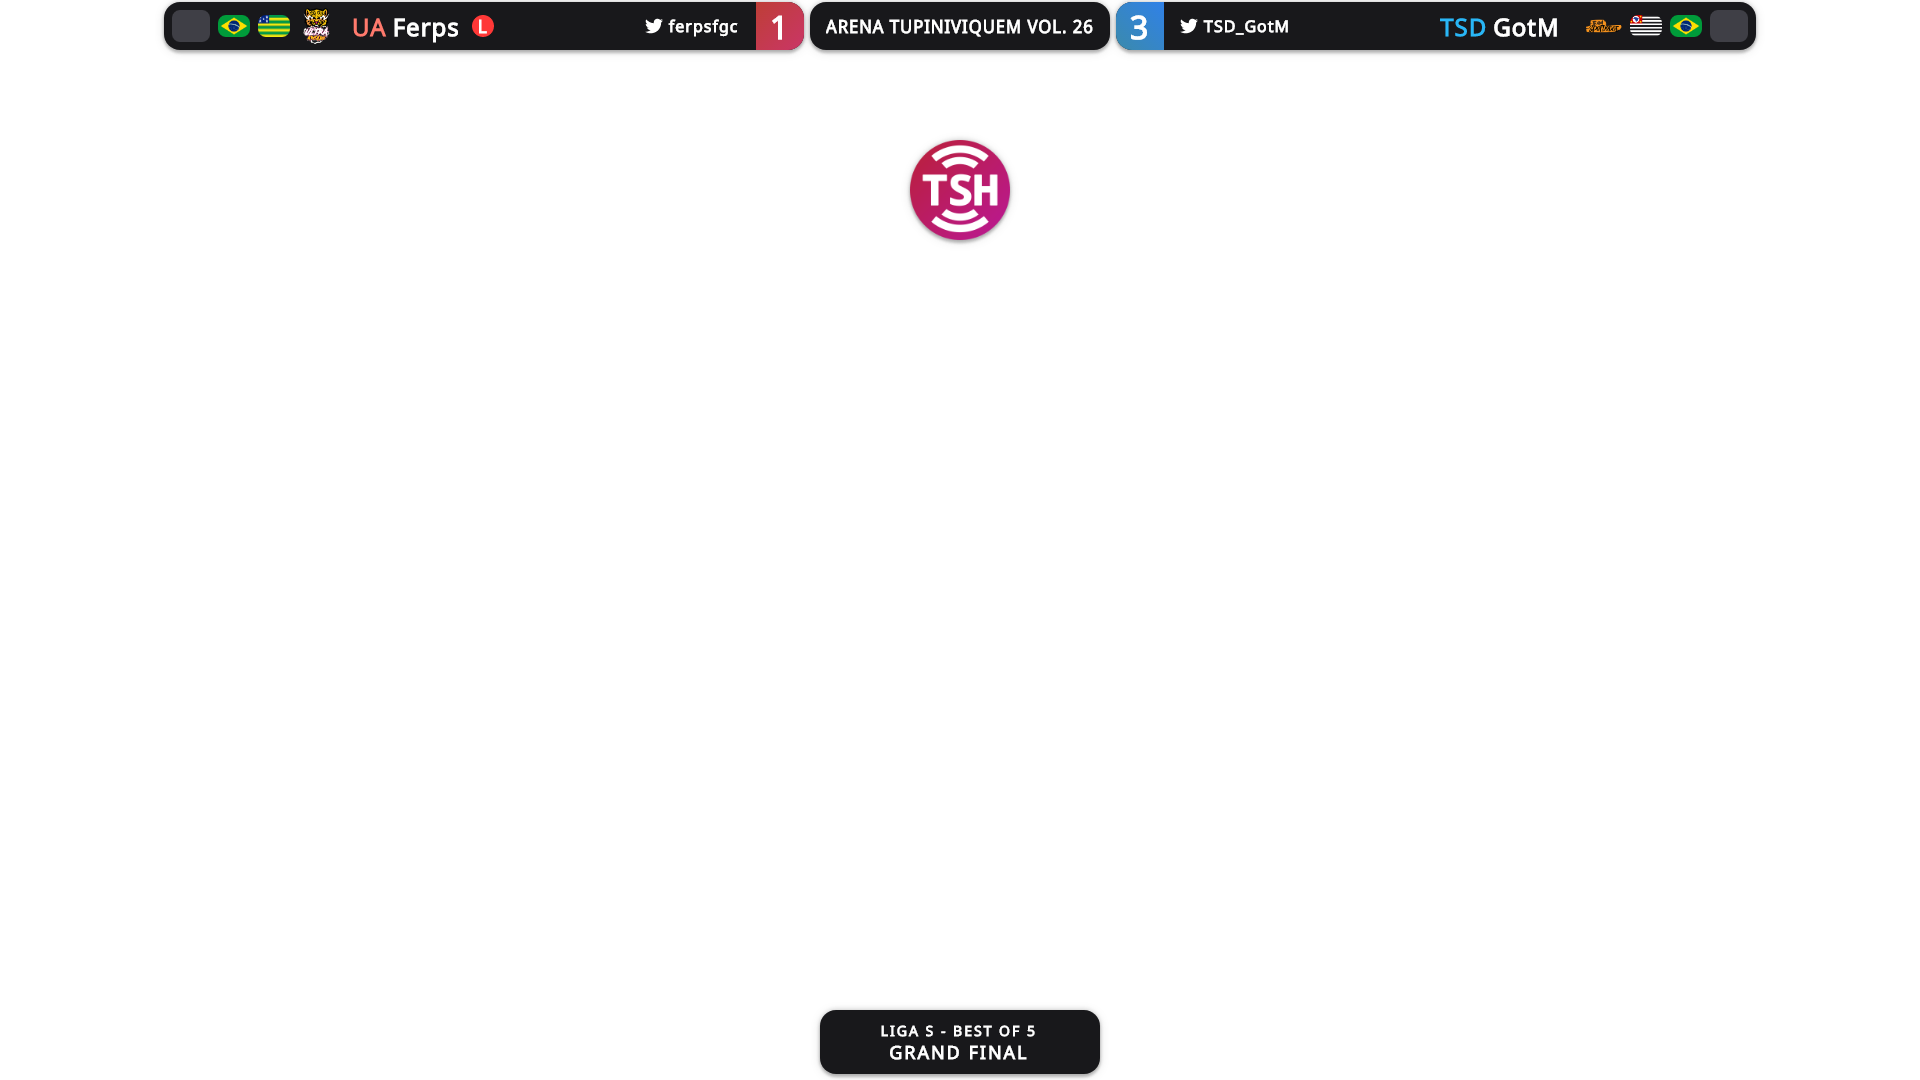 UA Ferps L
ferpsfgc
1
ARENA TUPINIVIQUEM VOL. 26
3
TSD_GotM
TSD GotM
TSH
LIGA S - BEST OF 5
GRAND FINAL